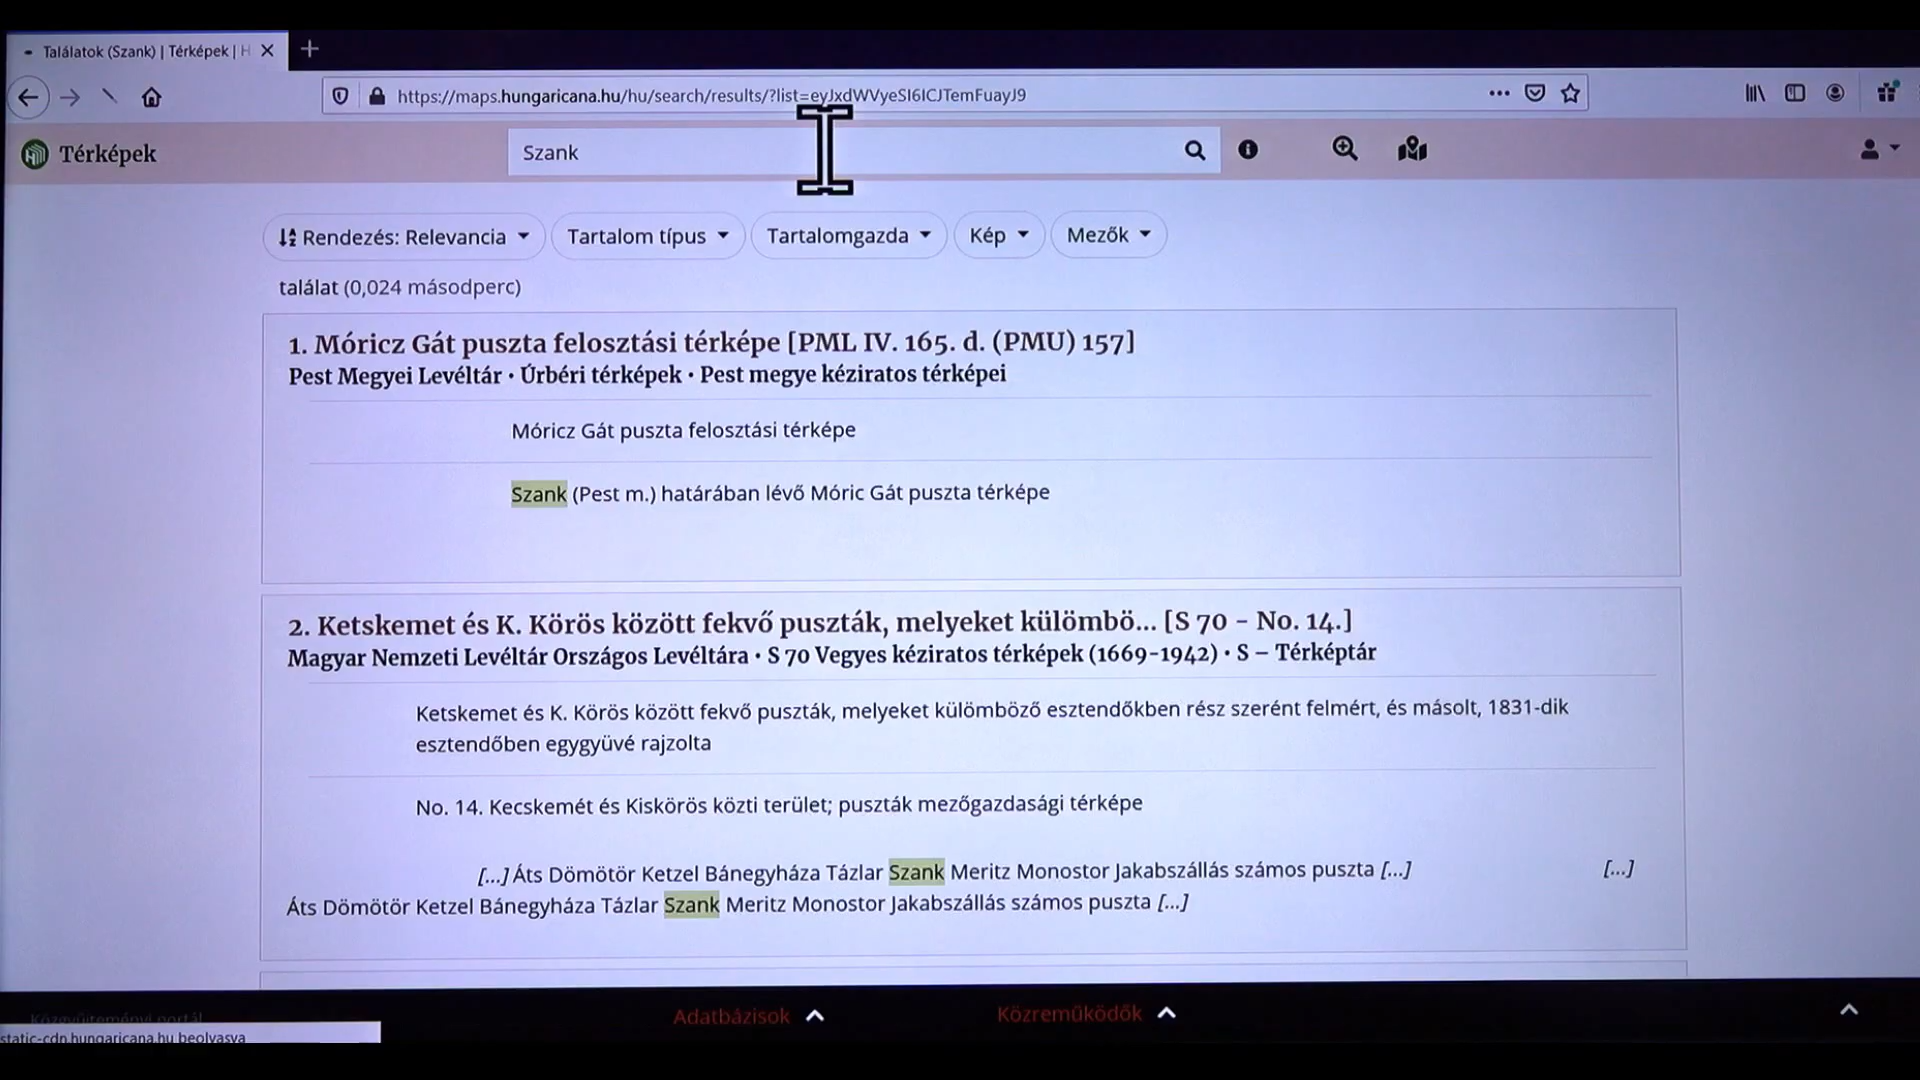 Találatok (Szank) | Térképek | H
https://maps.hungaricana.hu/hu/search/results/?list=eyJxdWVyeSI6ICJTemFuayJ9
Térképek
Szank
Rendezés: Relevancia
Tartalom típus
Tartalomgazda
Kép
Mezők
találat (0,024 másodperc)
1. Móricz Gát puszta felosztási térképe [PML IV. 165. d. (PMU) 157]
Pest Megyei Levéltár • Úrbéri térképek • Pest megye kéziratos térképei
Móricz Gát puszta felosztási térképe
Szank (Pest m.) határában lévő Móric Gát puszta térképe
2. Ketskemet és K. Körös között fekvő puszták, melyeket külömbö... [S 70 - No. 14.]
Magyar Nemzeti Levéltár Országos Levéltára • S 70 Vegyes kéziratos térképek (1669-1942) • S – Térképtár
Ketskemet és K. Körös között fekvő puszták, melyeket külömböző esztendőkben rész szerént felmért, és másolt, 1831-dik
esztendőben egygyüvé rajzolta
No. 14. Kecskemét és Kiskörös közti terület; puszták mezőgazdasági térképe
[...] Áts Dömötör Ketzel Bánegyháza Tázlar Szank Meritz Monostor Jakabszállás számos puszta [...] [...]
Áts Dömötör Ketzel Bánegyháza Tázlar Szank Meritz Monostor Jakabszállás számos puszta [...]
Közgyűjteményi portál
Adatbázisok
Közreműködők
static-cdn.hungaricana.hu beolvasva